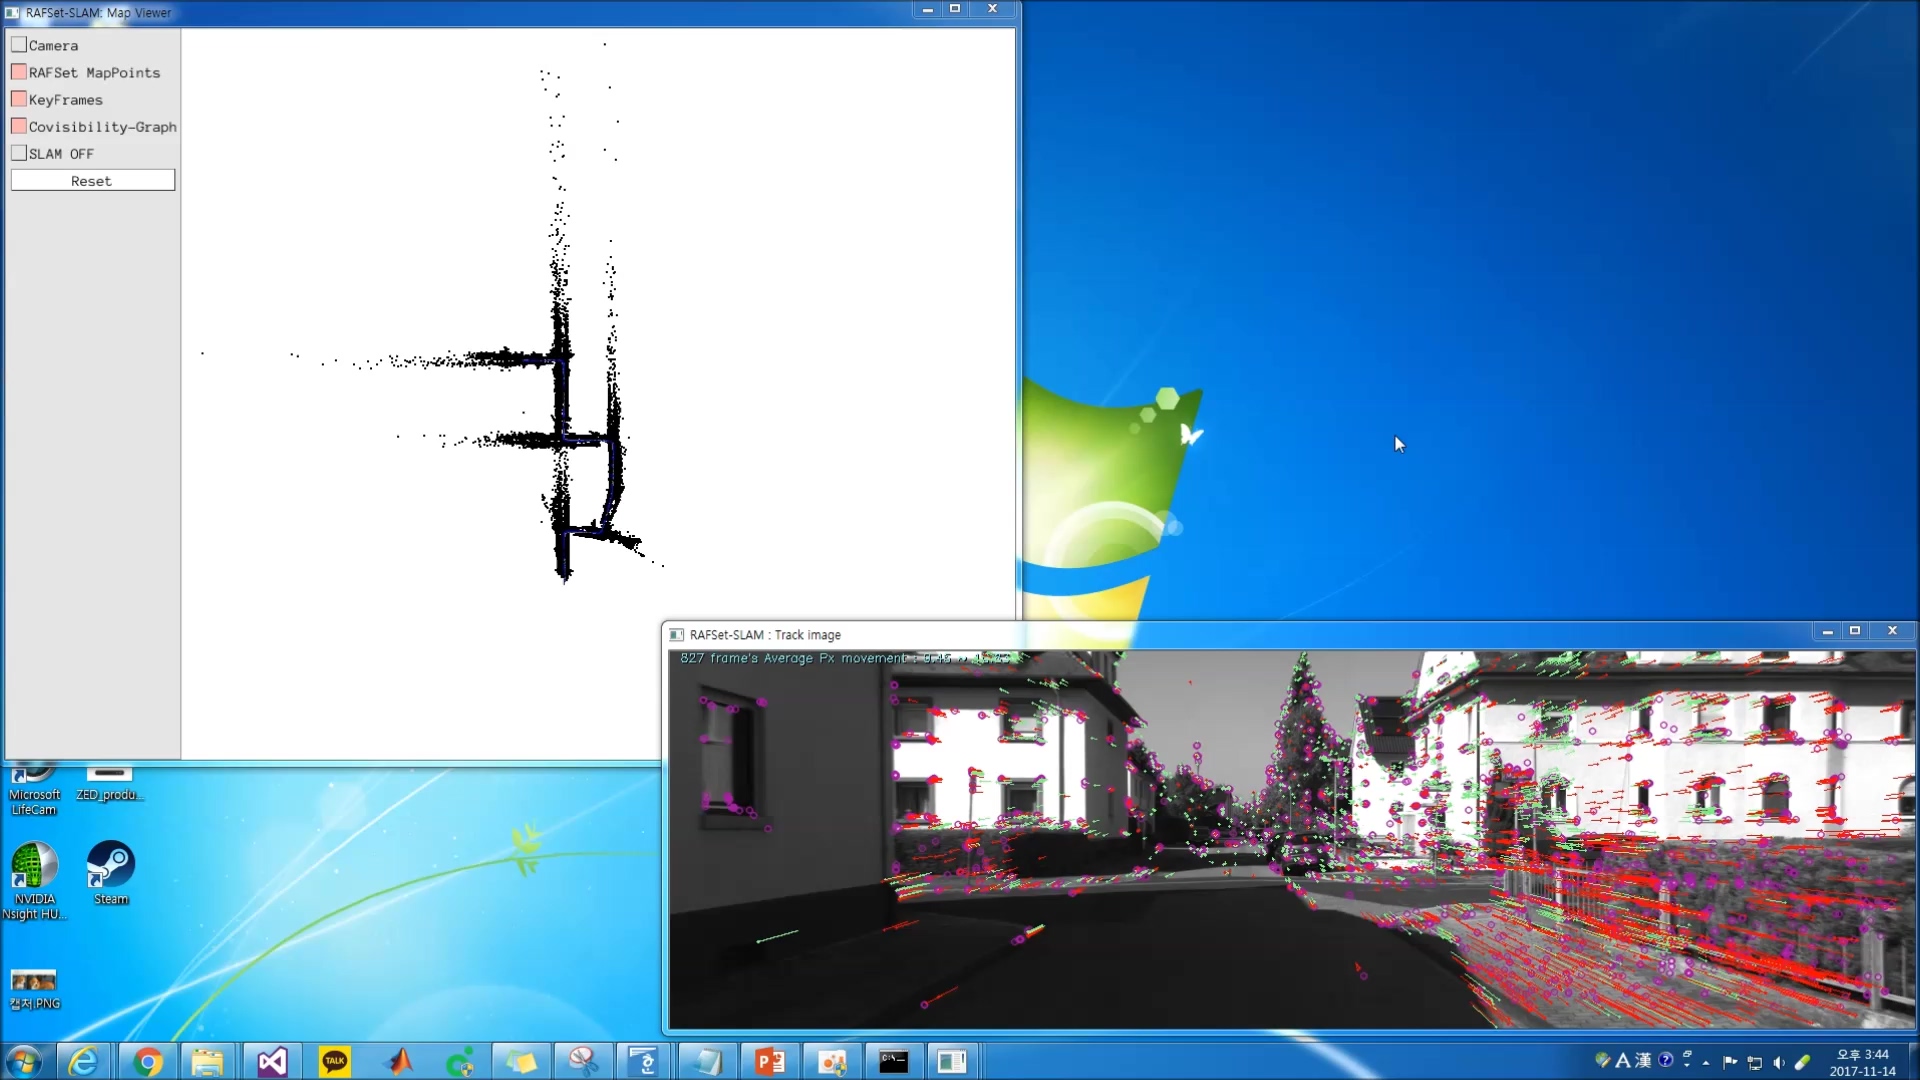 RAFSet-SLAM: Map Viewer
Camera
RAFSet MapPoints
KeyFrames
Covisibility-Graph
SLAM OFF
Reset
RAFSet-SLAM : Track image
827 frame's Average Px movement :
Microsoft
LifeCam
ZED_produ...
NVIDIA
Nsight HU...
Steam
캡처.PNG
TALK
C:\
A 漢
오후 3:44
2017-11-14